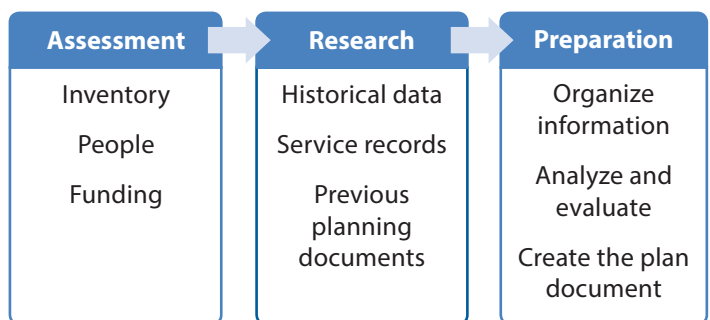 Assessment
Inventory
People
Funding
Research
Historical data
Service records
Previous
planning
documents
Preparation
Organize
information
Analyze and
evaluate
Create the plan
document